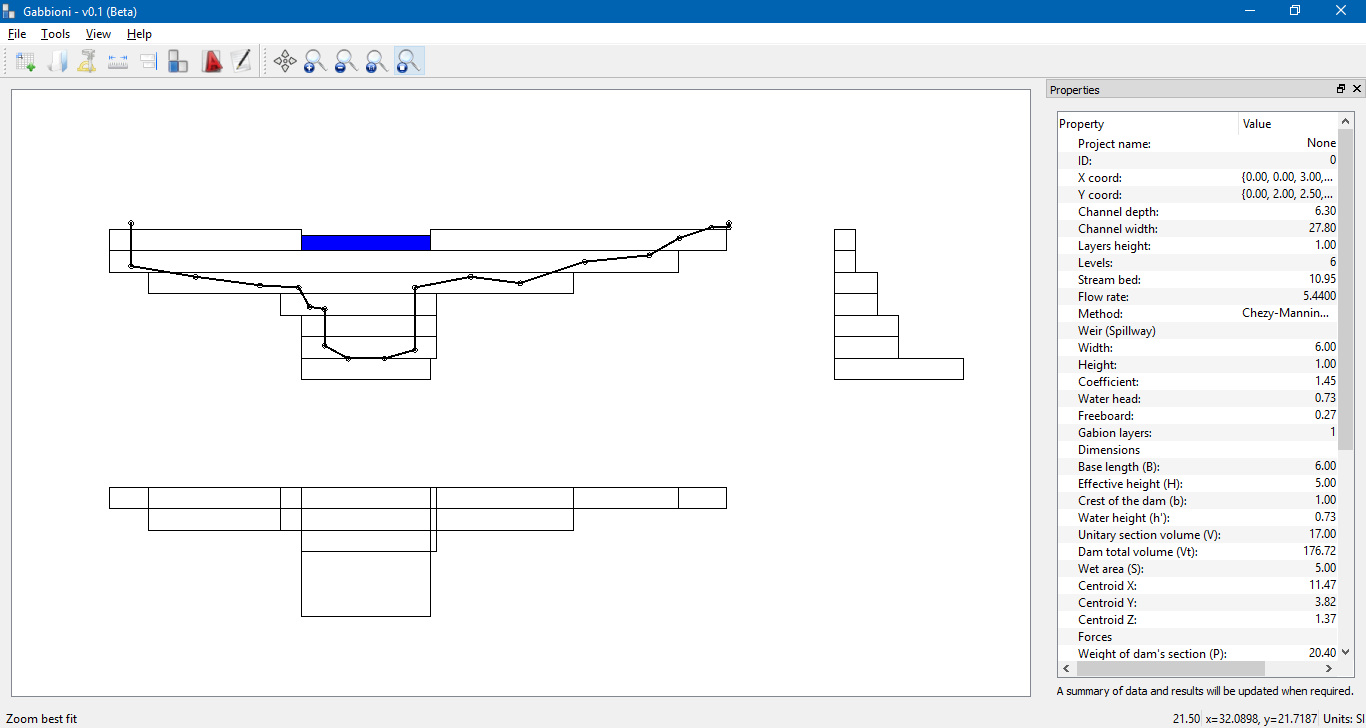 Gabbioni - v0.1 (Beta)
File Tools View Help
Properties
Property Value
Project name: None
ID: 0
X coord: {0.00, 0.00, 3.00,...
Y coord: {0.00, 2.00, 2.50,...
Channel depth: 6.30
Channel width: 27.80
Layers height: 1.00
Levels: 6
Stream bed: 10.95
Flow rate: 5.4400
Method: Chezy-Mannin...
Weir (Spillway)
Width: 6.00
Height: 1.00
Coefficient: 1.45
Water head: 0.73
Freeboard: 0.27
Gabion layers: 1
Dimensions
Base length (B): 6.00
Effective height (H): 5.00
Crest of the dam (b): 1.00
Water height (h'): 0.73
Unitary section volume (V): 17.00
Dam total volume (Vt): 176.72
Wet area (S): 5.00
Centroid X: 11.47
Centroid Y: 3.82
Centroid Z: 1.37
Forces
Weight of dam's section (P): 20.40
A summary of data and results will be updated when required.
Zoom best fit 21.50 x=32.0898, y=21.7187 Units: SI